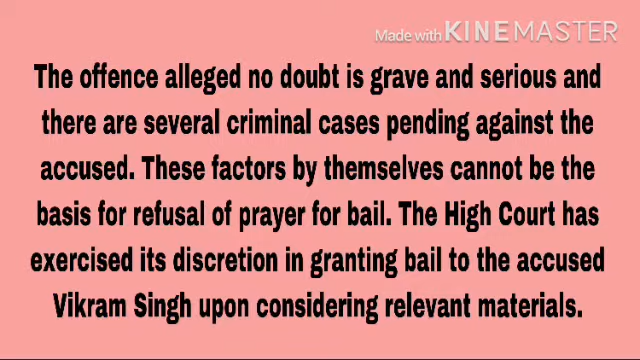 Made with KINEMASTER
The offence alleged no doubt is grave and serious and
there are several criminal cases pending against the
accused. These factors by themselves cannot be the
basis for refusal of prayer for bail. The High Court has
exercised its discretion in granting bail to the accused
Vikram Singh upon considering relevant materials.